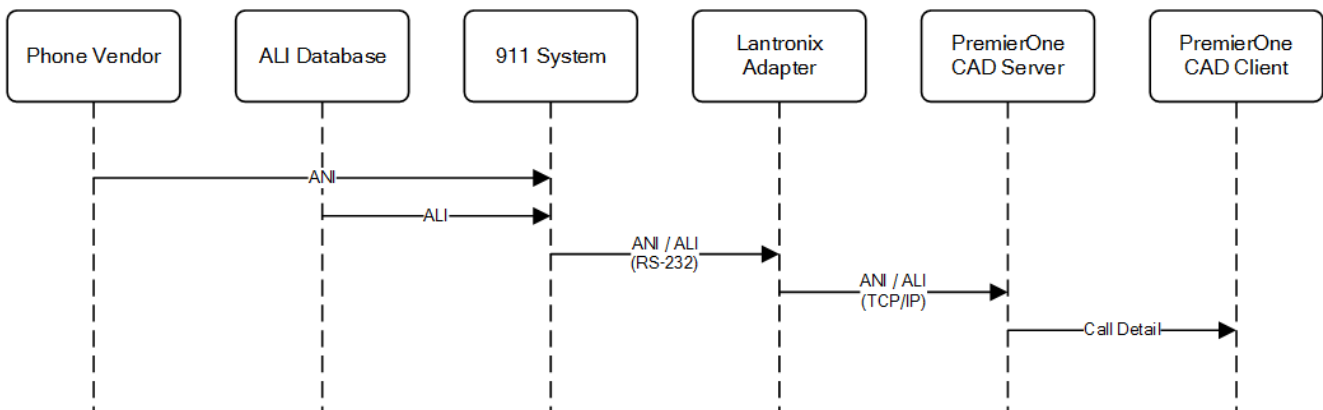 Phone Vendor
ALI Database
911 System
Lantronix
Adapter
PremierOne
CAD Server
PremierOne
CAD Client
ANI
ALI
ANI / ALI
(RS-232)
ANI / ALI
(TCP/IP)
Call Detail